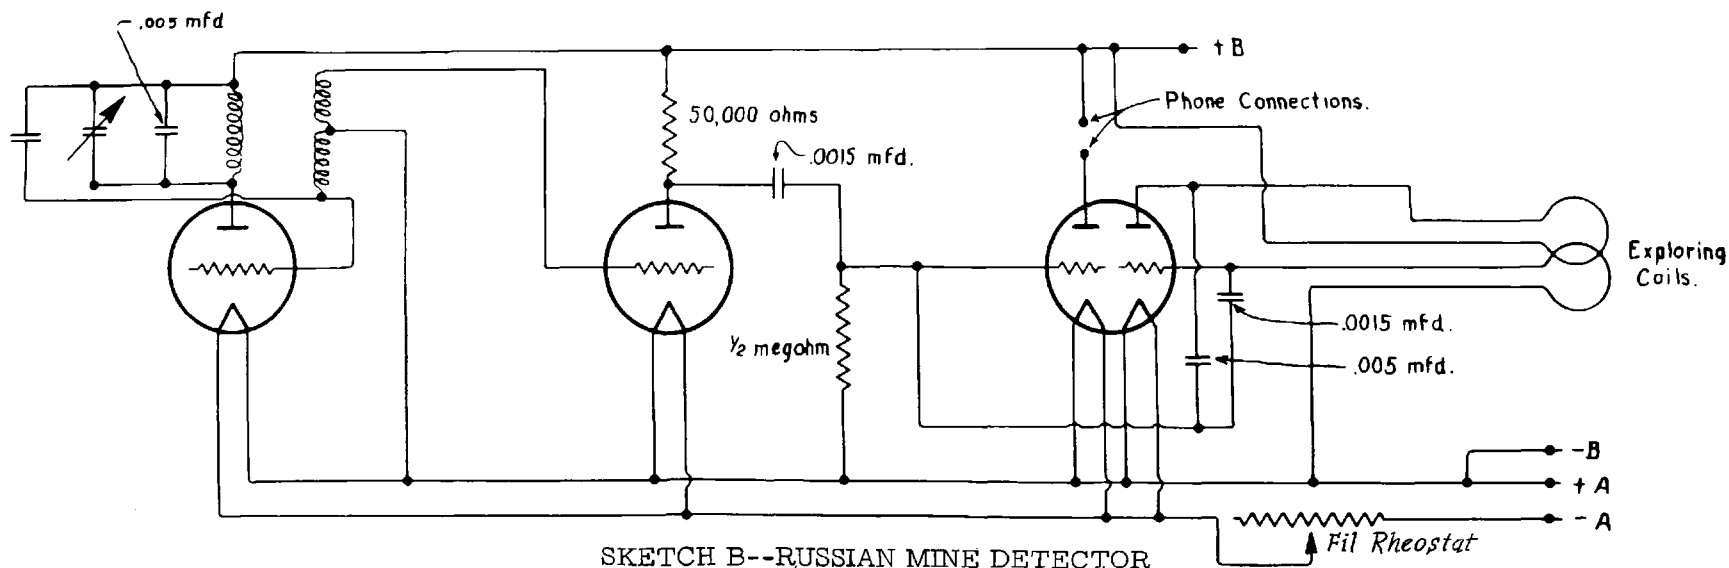 – .005 mfd
+ B
Phone Connections.
50,000 ohms
.0015 mfd.
Exploring
Coils.
.0015 mfd.
½ megohm
.005 mfd.
– B
+ A
– A
Fil Rheostat
SKETCH B--RUSSIAN MINE DETECTOR